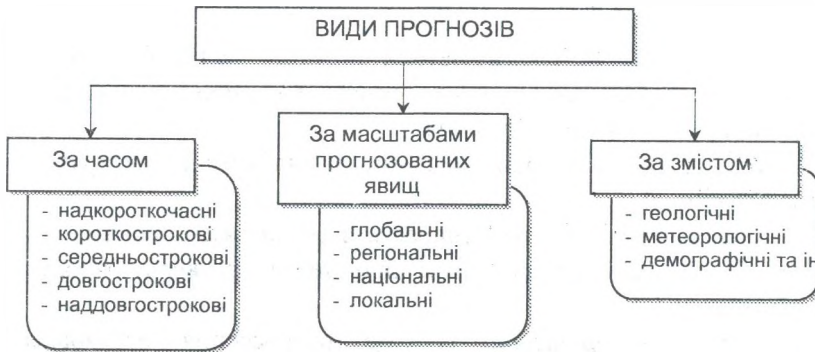 ВИДИ ПРОГНОЗІВ
За часом
- надкороткочасні
- короткострокові
- середньострокові
- довгострокові
- наддовгострокові
За масштабами
прогнозованих
явищ
- глобальні
- регіональні
- національні
- локальні
За змістом
- геологічні
- метеорологічні
- демографічні та ін